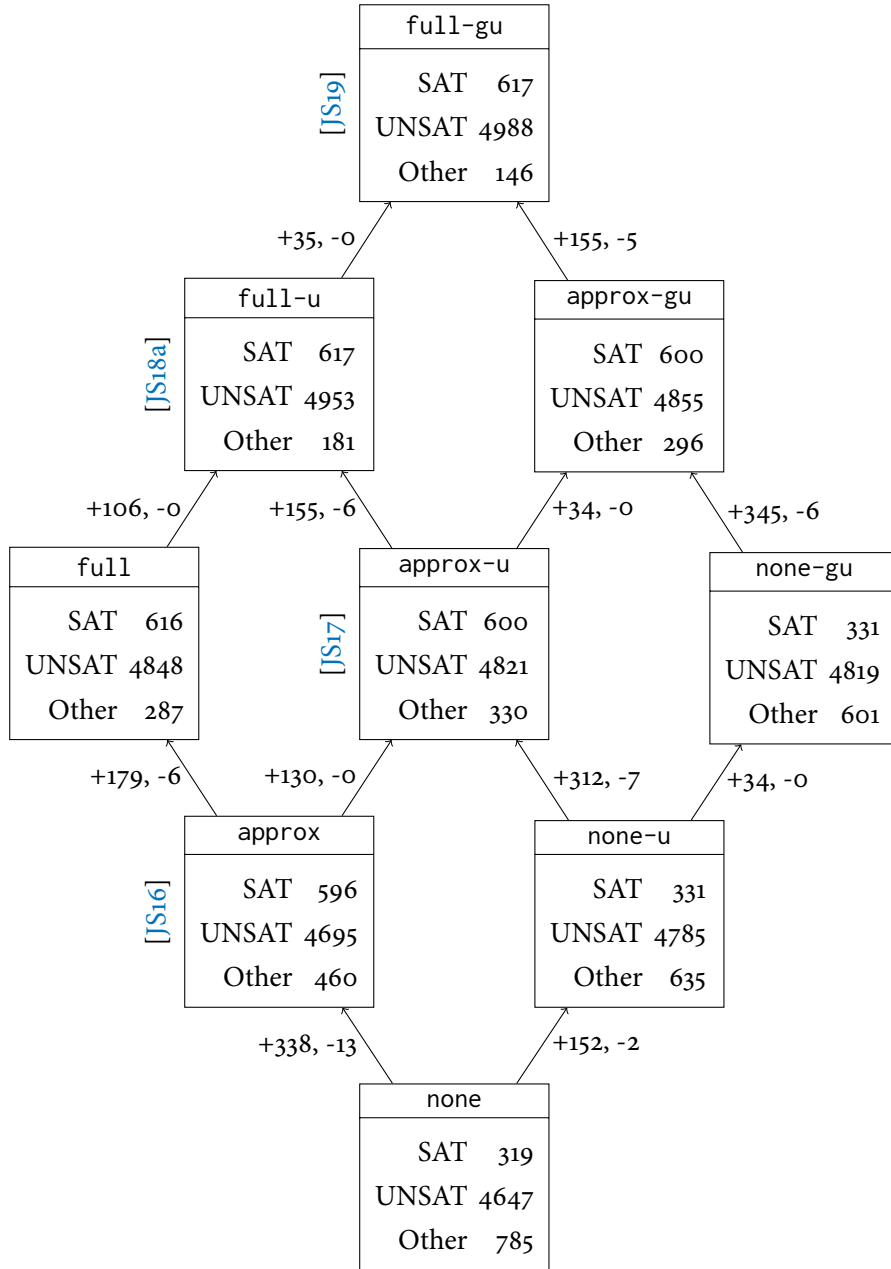 full-gu
[JS19]
SAT 617
UNSAT 4988
Other 146
+35, -0
+155, -5
full-u
[JS18a]
SAT 617
UNSAT 4953
Other 181
approx-gu
SAT 600
UNSAT 4855
Other 296
+106, -0
+155, -6
+34, -0
+345, -6
full
SAT 616
UNSAT 4848
Other 287
approx-u
[JS17]
SAT 600
UNSAT 4821
Other 330
none-gu
SAT 331
UNSAT 4819
Other 601
+179, -6
+130, -0
+312, -7
+34, -0
approx
[JS16]
SAT 596
UNSAT 4695
Other 460
none-u
SAT 331
UNSAT 4785
Other 635
+338, -13
+152, -2
none
SAT 319
UNSAT 4647
Other 785